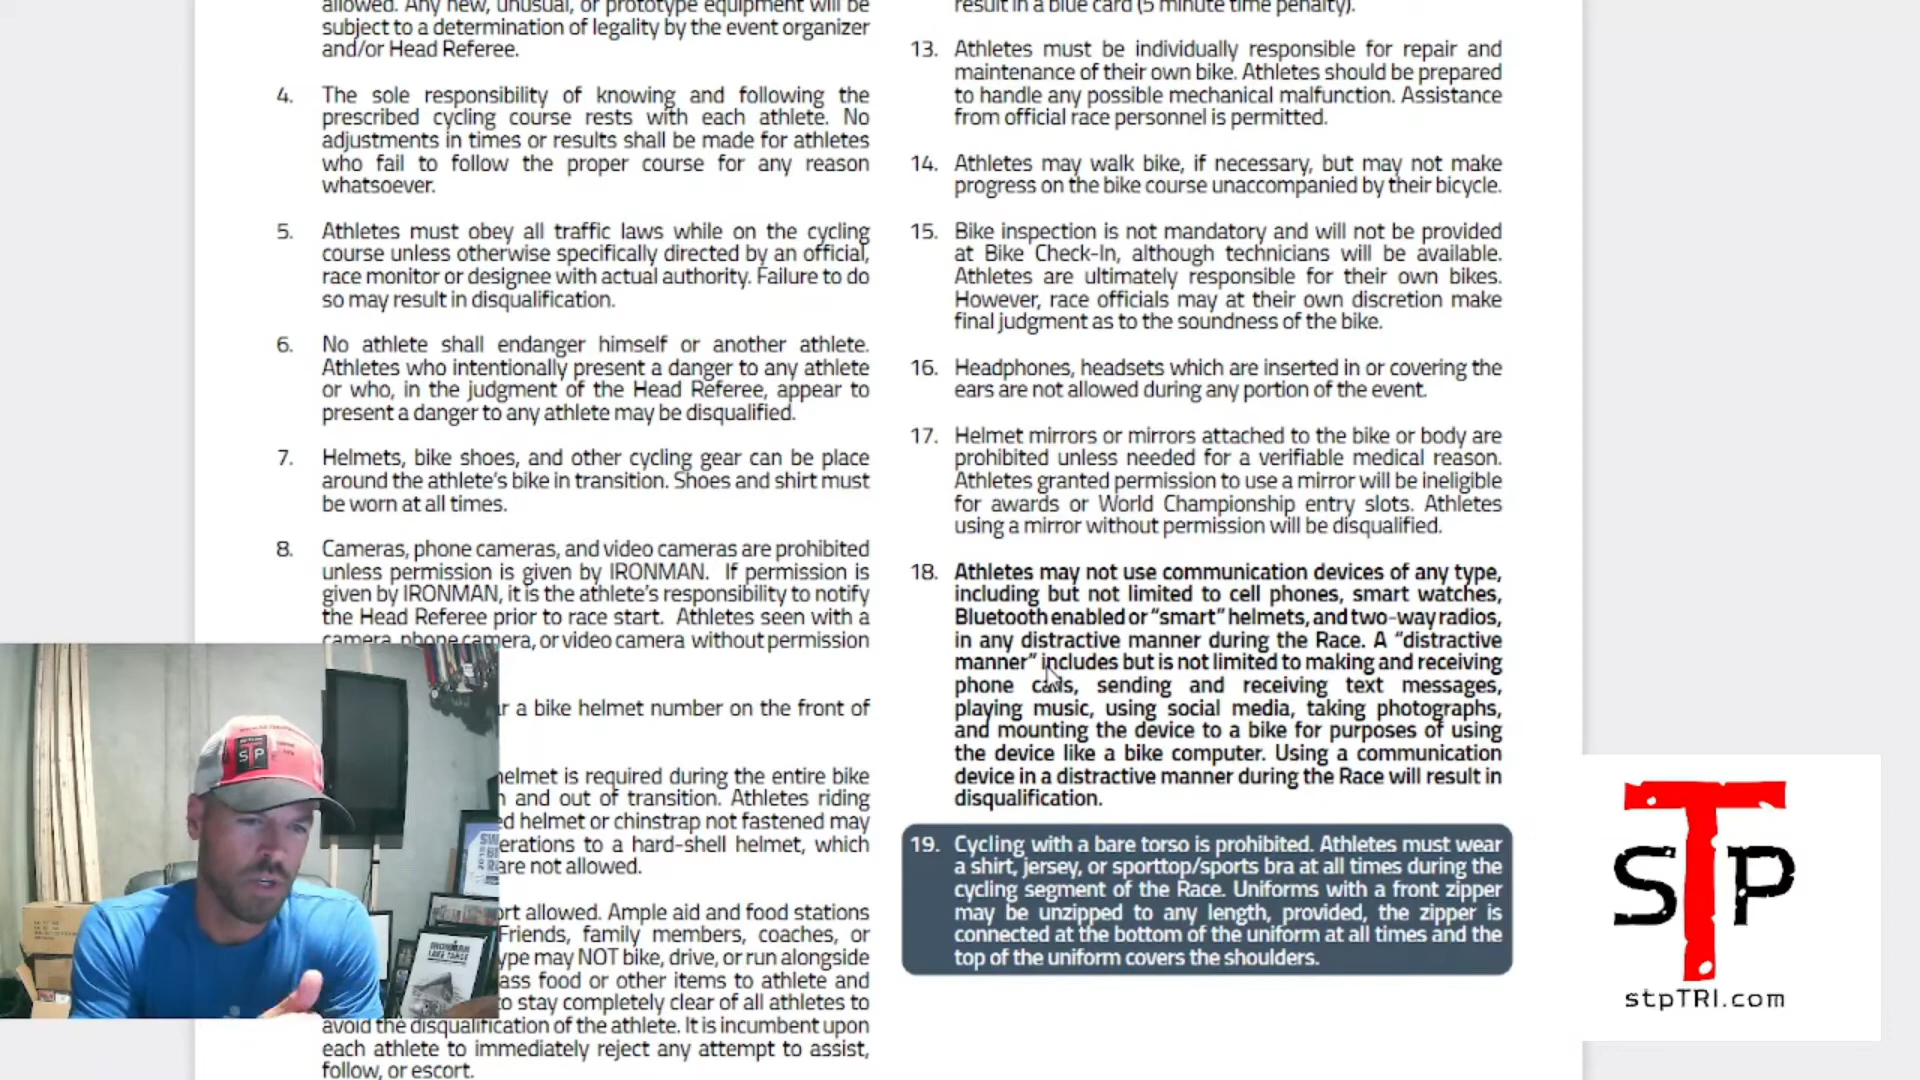 allowed. Any new, unusual, or prototype equipment will be
subject to a determination of legality by the event organizer
and/or Head Referee.
4. The sole responsibility of knowing and following the
prescribed cycling course rests with each athlete. No
adjustments in times or results shall be made for athletes
who fail to follow the proper course for any reason
whatsoever.
5. Athletes must obey all traffic laws while on the cycling
course unless otherwise specifically directed by an official,
race monitor or designee with actual authority. Failure to do
so may result in disqualification.
6. No athlete shall endanger himself or another athlete.
Athletes who intentionally present a danger to any athlete
or who, in the judgment of the Head Referee, appear to
present a danger to any athlete may be disqualified.
7. Helmets, bike shoes, and other cycling gear can be place
around the athlete's bike in transition. Shoes and shirt must
be worn at all times.
8. Cameras, phone cameras, and video cameras are prohibited
unless permission is given by IRONMAN. If permission is
given by IRONMAN, it is the athlete's responsibility to notify
the Head Referee prior to race start. Athletes seen with a
camera, phone camera, or video camera without permission
a bike helmet number on the front of
helmet is required during the entire bike
and out of transition. Athletes riding
helmet or chinstrap not fastened may
to a hard-shell helmet, which
are not allowed.
allowed. Ample aid and food stations
Friends, family members, coaches, or
may NOT bike, drive, or run alongside
food or other items to athlete and
to stay completely clear of all athletes to
avoid the disqualification of the athlete. It is incumbent upon
each athlete to immediately reject any attempt to assist,
follow, or escort.
result in a blue card (5 minute time penalty).
13. Athletes must be individually responsible for repair and
maintenance of their own bike. Athletes should be prepared
to handle any possible mechanical malfunction. Assistance
from official race personnel is permitted.
14. Athletes may walk bike, if necessary, but may not make
progress on the bike course unaccompanied by their bicycle.
15. Bike inspection is not mandatory and will not be provided
at Bike Check-In, although technicians will be available.
Athletes are ultimately responsible for their own bikes.
However, race officials may at their own discretion make
final judgment as to the soundness of the bike.
16. Headphones, headsets which are inserted in or covering the
ears are not allowed during any portion of the event.
17. Helmet mirrors or mirrors attached to the bike or body are
prohibited unless needed for a verifiable medical reason.
Athletes granted permission to use a mirror will be ineligible
for awards or World Championship entry slots. Athletes
using a mirror without permission will be disqualified.
18. Athletes may not use communication devices of any type,
including but not limited to cell phones, smart watches,
Bluetooth enabled or "smart" helmets, and two-way radios,
in any distractive manner during the Race. A "distractive
manner" includes but is not limited to making and receiving
phone calls, sending and receiving text messages,
playing music, using social media, taking photographs,
and mounting the device to a bike for purposes of using
the device like a bike computer. Using a communication
device in a distractive manner during the Race will result in
disqualification.
19. Cycling with a bare torso is prohibited. Athletes must wear
a shirt, jersey, or sporttop/sports bra at all times during the
cycling segment of the Race. Uniforms with a front zipper
may be unzipped to any length, provided, the zipper is
connected at the bottom of the uniform at all times and the
top of the uniform covers the shoulders.
STP
IRONMAN
LAKE TAHOE
STP
stpTRI.com